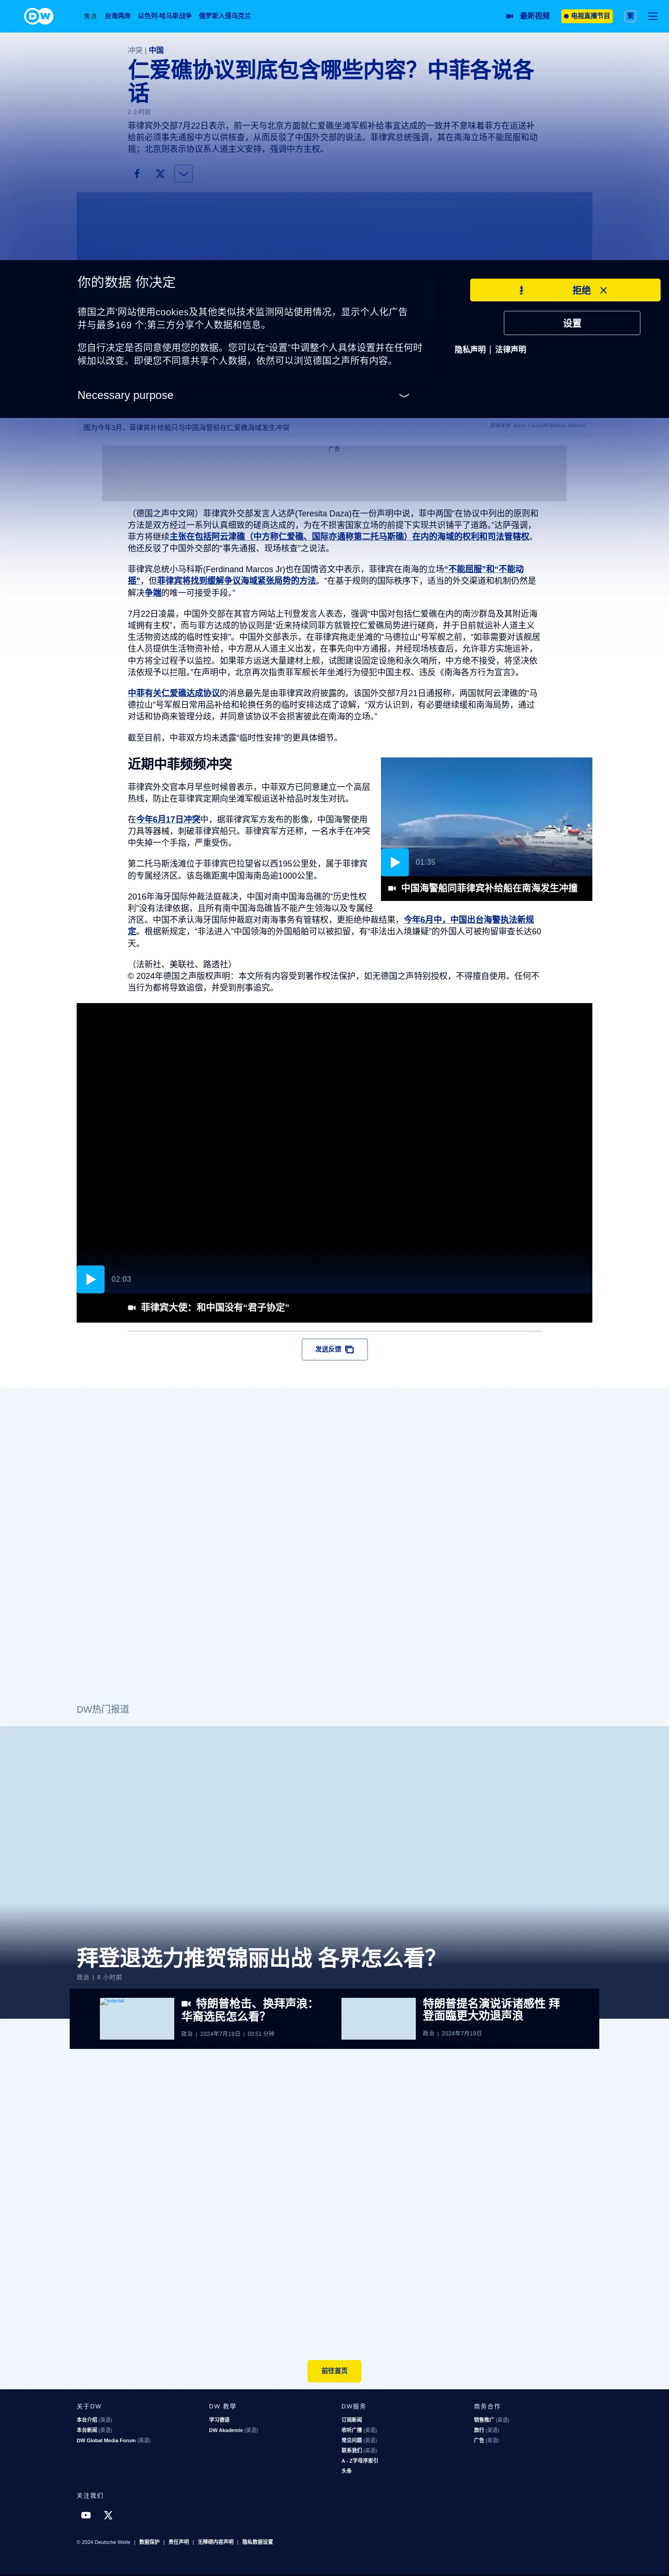 DW
焦点 台海两岸 以色列-哈马斯战争 俄罗斯入侵乌克兰 最新视频 电视直播节目 繁
冲突 | 中国
仁爱礁协议到底包含哪些内容？中菲各说各
话
2 小时前
菲律宾外交部7月22日表示，前一天与北京方面就仁爱礁坐滩军舰补给事宜达成的一致并不意味着菲方在运送补
给前必须事先通报中方以供核查，从而反驳了中国外交部的说法。菲律宾总统强调，其在南海立场不能屈服和动
摇；北京则表示协议系人道主义安排，强调中方主权。
你的数据 你决定
德国之声'网站使用cookies及其他类似技术监测网站使用情况，显示个人化广告
并与最多169 个;第三方分享个人数据和信息。
您自行决定是否同意使用您的数据。您可以在“设置”中调整个人具体设置并在任何时
候加以改变。即便您不同意共享个人数据，依然可以浏览德国之声所有内容。
Necessary purpose
拒绝
设置
隐私声明 | 法律声明
图为今年3月，菲律宾补给船只与中国海警船在仁爱礁海域发生冲突
广告
（德国之声中文网）菲律宾外交部发言人达萨(Teresita Daza)在一份声明中说，菲中两国“在协议中列出的原则和
方法是双方经过一系列认真细致的磋商达成的，为在不损害国家立场的前提下实现共识铺平了道路。”达萨强调，
菲方将继续主张在包括阿云津礁（中方称仁爱礁、国际亦通称第二托马斯礁）在内的海域的权利和司法管辖权。
他还反驳了中国外交部的“事先通报、现场核查”之说法。
菲律宾总统小马科斯(Ferdinand Marcos Jr)也在国情咨文中表示，菲律宾在南海的立场“不能屈服”和“不能动
摇”，但菲律宾将找到缓解争议海域紧张局势的方法。“在基于规则的国际秩序下，适当的外交渠道和机制仍然是
解决争端的唯一可接受手段。”
7月22日凌晨，中国外交部在其官方网站上刊登发言人表态，强调“中国对包括仁爱礁在内的南沙群岛及其附近海
域拥有主权”，而与菲方达成的协议则是“近来持续同菲方就管控仁爱礁局势进行磋商，并于日前就运补人道主义
生活物资达成的临时性安排”。中国外交部表示，在菲律宾拖走坐滩的“马德拉山”号军舰之前，“如菲需要对该舰居
住人员提供生活物资补给，中方愿从人道主义出发，在事先向中方通报，并经现场核查后，允许菲方实施运补，
中方将全过程予以监控。如果菲方运送大量建材上舰，试图建设固定设施和永久哨所，中方绝不接受，将坚决依
法依规予以拦阻。”在声明中，北京再次指责菲军舰长年坐滩行为侵犯中国主权、违反《南海各方行为宣言》。
中菲有关仁爱礁达成协议的消息最先是由菲律宾政府披露的。该国外交部7月21日通报称，两国就阿云津礁的“马
德拉山”号军舰日常用品补给和轮换任务的临时安排达成了谅解，“双方认识到，有必要继续缓和南海局势，通过
对话和协商来管理分歧，并同意该协议不会损害彼此在南海的立场。”
截至目前，中菲双方均未透露“临时性安排”的更具体细节。
近期中菲频频冲突
菲律宾外交官本月早些时候曾表示，中菲双方已同意建立一个高层
热线，防止在菲律宾定期向坐滩军舰运送补给品时发生对抗。
在今年6月17日冲突中，据菲律宾军方发布的影像，中国海警使用
刀具等器械，刺破菲律宾船只。菲律宾军方还称，一名水手在冲突
中失掉一个手指，严重受伤。
01:35
中国海警船同菲律宾补给船在南海发生冲撞
第二托马斯浅滩位于菲律宾巴拉望省以西195公里处，属于菲律宾
的专属经济区。该岛礁距离中国海南岛逾1000公里。
2016年海牙国际仲裁法庭裁决，中国对南中国海岛礁的“历史性权
利”没有法律依据，且所有南中国海岛礁皆不能产生领海以及专属经
济区。中国不承认海牙国际仲裁庭对南海事务有管辖权，更拒绝仲裁结果，今年6月中，中国出台海警执法新规
定。根据新规定，“非法进入”中国领海的外国船舶可以被扣留，有“非法出入境嫌疑”的外国人可被拘留审查长达60
天。
（法新社、美联社、路透社）
© 2024年德国之声版权声明：本文所有内容受到著作权法保护，如无德国之声特别授权，不得擅自使用。任何不
当行为都将导致追偿，并受到刑事追究。
02:03
菲律宾大使：和中国没有“君子协定”
发送反馈
DW热门报道
拜登退选力推贺锦丽出战 各界怎么看？
政治 | 8 小时前
external
特朗普枪击、换拜声浪：
华裔选民怎么看？
政治 | 2024年7月19日 | 03:51 分钟
特朗普提名演说诉诸感性 拜
登面临更大劝退声浪
政治 | 2024年7月19日
前往首页
关于DW
本台介绍 (英语)
本台新闻 (英语)
DW Global Media Forum (英语)
DW 教學
学习德语
DW Akademie (英语)
DW服务
订阅新闻
收听广播 (英语)
常见问题 (英语)
联系我们 (英语)
A - Z字母序索引
头条
商务合作
销售推广 (英语)
旅行 (英语)
广告 (英语)
关注我们
© 2024 Deutsche Welle | 数据保护 | 责任声明 | 无障碍内容声明 | 隐私数据设置